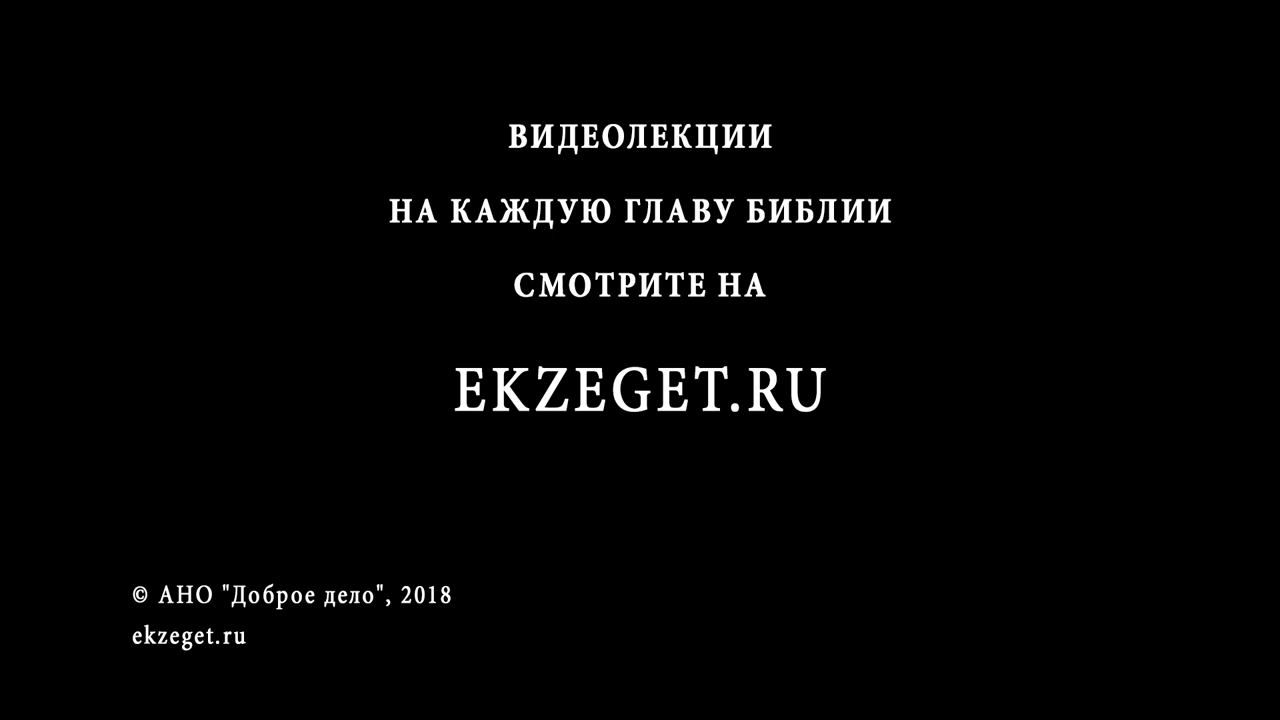 ВИДЕОЛЕКЦИИ
НА КАЖДУЮ ГЛАВУ БИБЛИИ
СМОТРИТЕ НА
EKZEGET.RU
© АНО "Доброе дело", 2018
ekzeget.ru